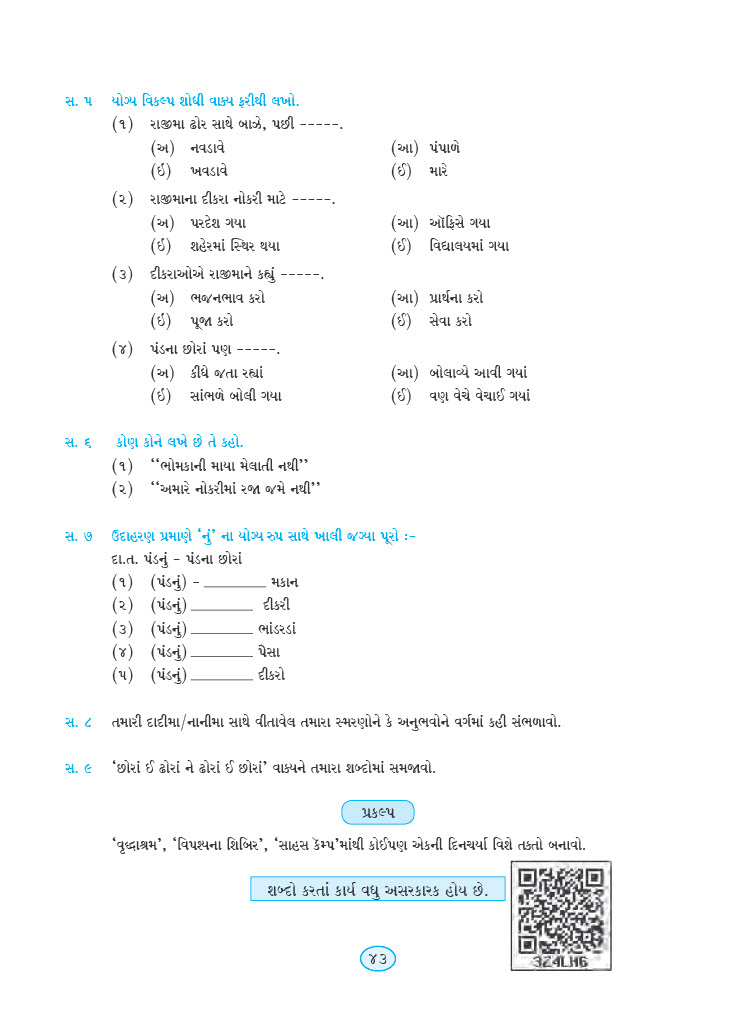 સ. ૫ યોગ્ય વિકલ્પ શોધી વાક્ય ફરીથી લખો.
(૧) રાજીમા ઢોર સાથે બાઝે, પછી -----.
(અ) નવડાવે (આ) પંપાળે
(ઇ) ખવડાવે (ઈ) મારે
(૨) રાજીમાના દીકરા નોકરી માટે -----.
(અ) પરદેશ ગયા (આ) ઑફિસે ગયા
(ઇ) શહેરમાં સ્થિર થયા (ઈ) વિદ્યાલયમાં ગયા
(૩) દીકરાઓએ રાજીમાને કહ્યું -----.
(અ) ભજનભાવ કરો (આ) પ્રાર્થના કરો
(ઇ) પૂજા કરો (ઈ) સેવા કરો
(૪) પંડના છોરાં પણ -----.
(અ) કીધે જતા રહ્યાં (આ) બોલાવ્યે આવી ગયાં
(ઇ) સાંભળે બોલી ગયા (ઈ) વણ વેચે વેચાઈ ગયાં
સ. ૬ કોણ કોને લખે છે તે કહો.
(૧) ‘‘ભોમકાની માયા મેલાતી નથી’’
(૨) ‘‘અમારે નોકરીમાં રજા જમે નથી’’
સ. ૭ ઉદાહરણ પ્રમાણે ‘નું’ ના યોગ્ય રુપ સાથે ખાલી જગ્યા પૂરો :-
દા.ત. પંડનું - પંડના છોરાં
(૧) (પંડનું) - ________ મકાન
(૨) (પંડનું) ________ દીકરી
(૩) (પંડનું) ________ ભાંડરડાં
(૪) (પંડનું) ________ પૈસા
(૫) (પંડનું) ________ દીકરો
સ. ૮ તમારી દાદીમા/નાનીમા સાથે વીતાવેલ તમારા સ્મરણોને કે અનુભવોને વર્ગમાં કહી સંભળાવો.
સ. ૯ ‘છોરાં ઈ ઢોરાં ને ઢોરાં ઈ છોરાં’ વાક્યને તમારા શબ્દોમાં સમજાવો.
પ્રકલ્પ
‘વૃદ્ધાશ્રમ’, ‘વિપશ્યના શિબિર’, ‘સાહસ કૅમ્પ’માંથી કોઈપણ એકની દિનચર્યા વિશે તકતો બનાવો.
શબ્દો કરતાં કાર્ય વધુ અસરકારક હોય છે.
3Z4LM6
૪૩